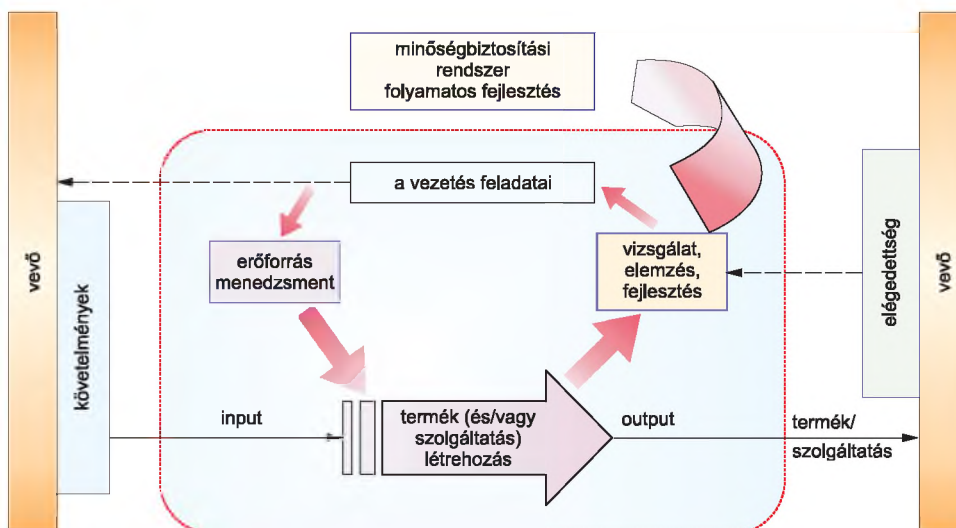 minőségbiztosítási
rendszer
folyamatos fejlesztés
a vezetés feladatai
vevő
követelmények
erőforrás
menedzsment
vizsgálat,
elemzés,
fejlesztés
elégedettség
vevő
input
termék (és/vagy
szolgáltatás)
létrehozás
output
termék/
szolgáltatás